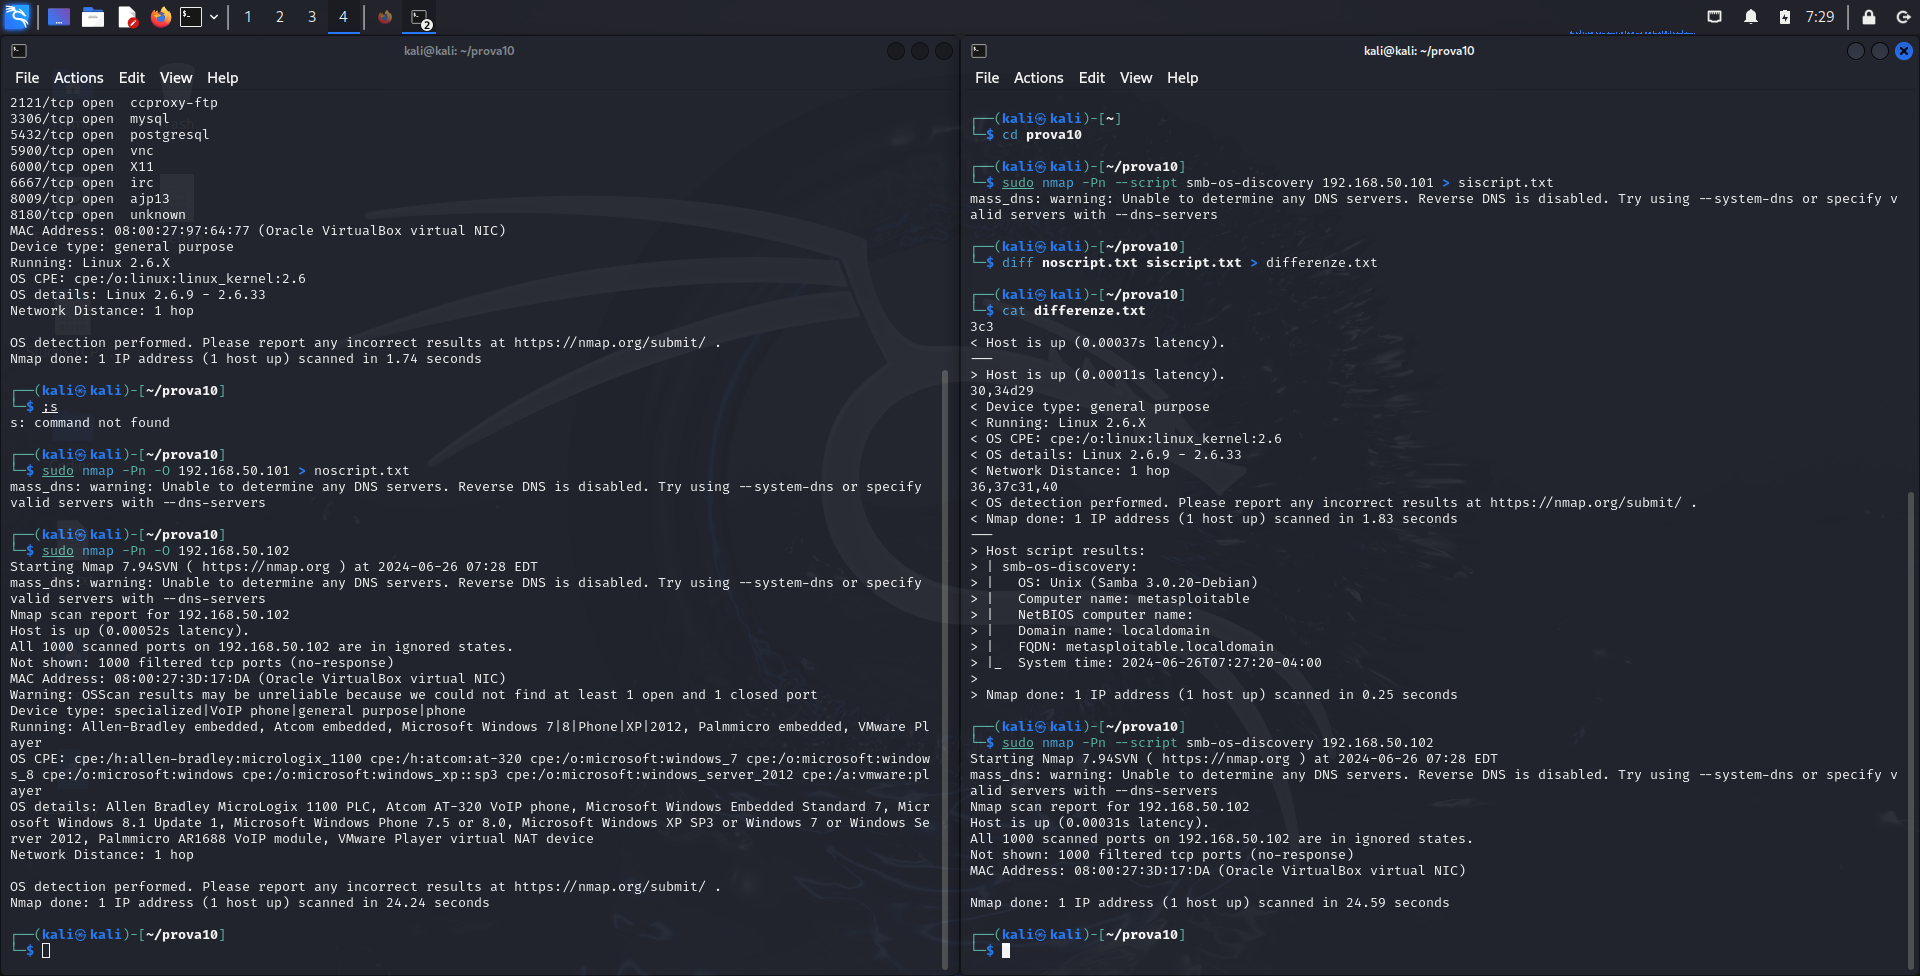 1 2 3 4
2
7:29
kali@kali: ~/prova10
File Actions Edit View Help
2121/tcp open  ccproxy-ftp
3306/tcp open  mysql
5432/tcp open  postgresql
5900/tcp open  vnc
6000/tcp open  X11
6667/tcp open  irc
8009/tcp open  ajp13
8180/tcp open  unknown
MAC Address: 08:00:27:97:64:77 (Oracle VirtualBox virtual NIC)
Device type: general purpose
Running: Linux 2.6.X
OS CPE: cpe:/o:linux:linux_kernel:2.6
OS details: Linux 2.6.9 - 2.6.33
Network Distance: 1 hop
OS detection performed. Please report any incorrect results at https://nmap.org/submit/ .
Nmap done: 1 IP address (1 host up) scanned in 1.74 seconds
┌──(kali㉿kali)-[~/prova10]
└─$ ;s
s: command not found
┌──(kali㉿kali)-[~/prova10]
└─$ sudo nmap -Pn -O 192.168.50.101 > noscript.txt
mass_dns: warning: Unable to determine any DNS servers. Reverse DNS is disabled. Try using --system-dns or specify
valid servers with --dns-servers
┌──(kali㉿kali)-[~/prova10]
└─$ sudo nmap -Pn -O 192.168.50.102
Starting Nmap 7.94SVN ( https://nmap.org ) at 2024-06-26 07:28 EDT
mass_dns: warning: Unable to determine any DNS servers. Reverse DNS is disabled. Try using --system-dns or specify
valid servers with --dns-servers
Nmap scan report for 192.168.50.102
Host is up (0.00052s latency).
All 1000 scanned ports on 192.168.50.102 are in ignored states.
Not shown: 1000 filtered tcp ports (no-response)
MAC Address: 08:00:27:3D:17:DA (Oracle VirtualBox virtual NIC)
Warning: OSScan results may be unreliable because we could not find at least 1 open and 1 closed port
Device type: specialized|VoIP phone|general purpose|phone
Running: Allen-Bradley embedded, Atcom embedded, Microsoft Windows 7|8|Phone|XP|2012, Palmmicro embedded, VMware Pl
ayer
OS CPE: cpe:/h:allen-bradley:micrologix_1100 cpe:/h:atcom:at-320 cpe:/o:microsoft:windows_7 cpe:/o:microsoft:window
s_8 cpe:/o:microsoft:windows cpe:/o:microsoft:windows_xp::sp3 cpe:/o:microsoft:windows_server_2012 cpe:/a:vmware:pl
ayer
OS details: Allen Bradley MicroLogix 1100 PLC, Atcom AT-320 VoIP phone, Microsoft Windows Embedded Standard 7, Micr
osoft Windows 8.1 Update 1, Microsoft Windows Phone 7.5 or 8.0, Microsoft Windows XP SP3 or Windows 7 or Windows Se
rver 2012, Palmmicro AR1688 VoIP module, VMware Player virtual NAT device
Network Distance: 1 hop
OS detection performed. Please report any incorrect results at https://nmap.org/submit/ .
Nmap done: 1 IP address (1 host up) scanned in 24.24 seconds
┌──(kali㉿kali)-[~/prova10]
└─$
kali@kali: ~/prova10
File Actions Edit View Help
┌──(kali㉿kali)-[~]
└─$ cd prova10
┌──(kali㉿kali)-[~/prova10]
└─$ sudo nmap -Pn --script smb-os-discovery 192.168.50.101 > siscript.txt
mass_dns: warning: Unable to determine any DNS servers. Reverse DNS is disabled. Try using --system-dns or specify v
alid servers with --dns-servers
┌──(kali㉿kali)-[~/prova10]
└─$ diff noscript.txt siscript.txt > differenze.txt
┌──(kali㉿kali)-[~/prova10]
└─$ cat differenze.txt
3c3
< Host is up (0.00037s latency).
---
> Host is up (0.00011s latency).
30,34d29
< Device type: general purpose
< Running: Linux 2.6.X
< OS CPE: cpe:/o:linux:linux_kernel:2.6
< OS details: Linux 2.6.9 - 2.6.33
< Network Distance: 1 hop
36,37c31,40
< OS detection performed. Please report any incorrect results at https://nmap.org/submit/ .
< Nmap done: 1 IP address (1 host up) scanned in 1.83 seconds
---
> Host script results:
> | smb-os-discovery:
> |   OS: Unix (Samba 3.0.20-Debian)
> |   Computer name: metasploitable
> |   NetBIOS computer name:
> |   Domain name: localdomain
> |   FQDN: metasploitable.localdomain
> |_  System time: 2024-06-26T07:27:20-04:00
>
> Nmap done: 1 IP address (1 host up) scanned in 0.25 seconds
┌──(kali㉿kali)-[~/prova10]
└─$ sudo nmap -Pn --script smb-os-discovery 192.168.50.102
Starting Nmap 7.94SVN ( https://nmap.org ) at 2024-06-26 07:28 EDT
mass_dns: warning: Unable to determine any DNS servers. Reverse DNS is disabled. Try using --system-dns or specify v
alid servers with --dns-servers
Nmap scan report for 192.168.50.102
Host is up (0.00031s latency).
All 1000 scanned ports on 192.168.50.102 are in ignored states.
Not shown: 1000 filtered tcp ports (no-response)
MAC Address: 08:00:27:3D:17:DA (Oracle VirtualBox virtual NIC)
Nmap done: 1 IP address (1 host up) scanned in 24.59 seconds
┌──(kali㉿kali)-[~/prova10]
└─$